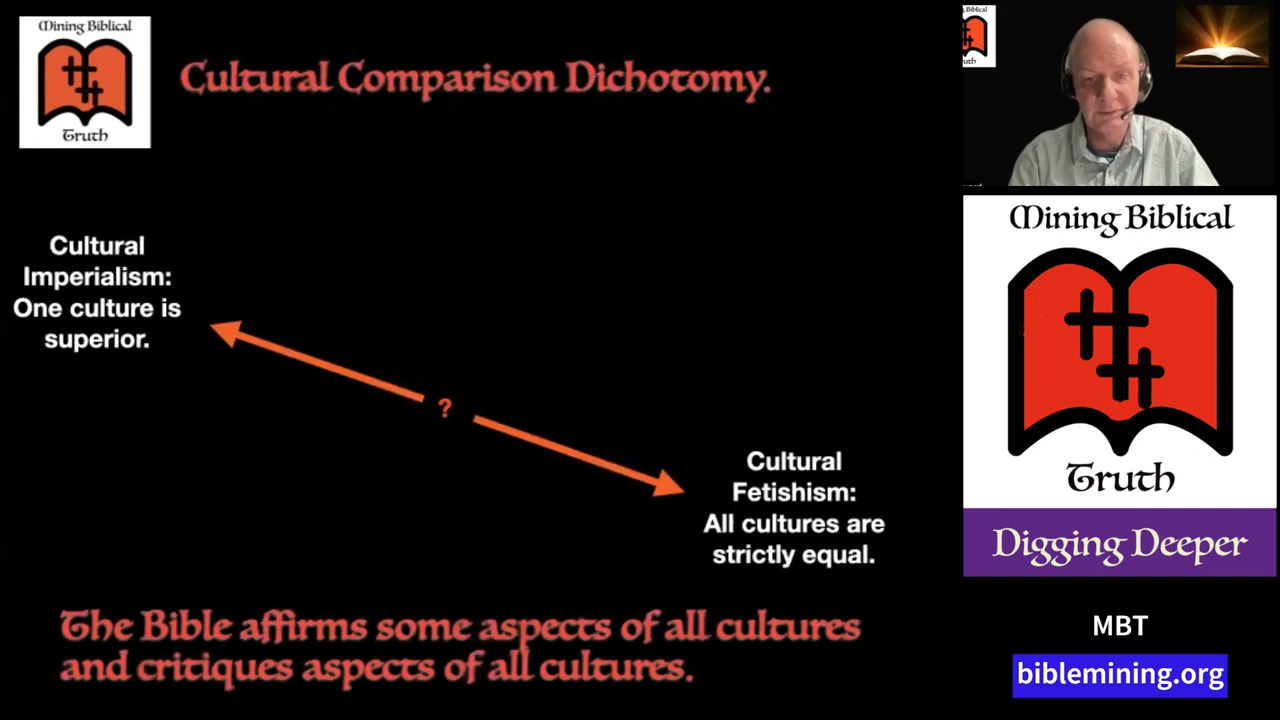 Mining Biblical
Truth
Cultural Comparison Dichotomy.
Cultural
Imperialism:
One culture is
superior.
?
Cultural
Fetishism:
All cultures are
strictly equal.
The Bible affirms some aspects of all cultures
and critiques aspects of all cultures.
Mining Biblical
Truth
Digging Deeper
MBT
biblemining.org